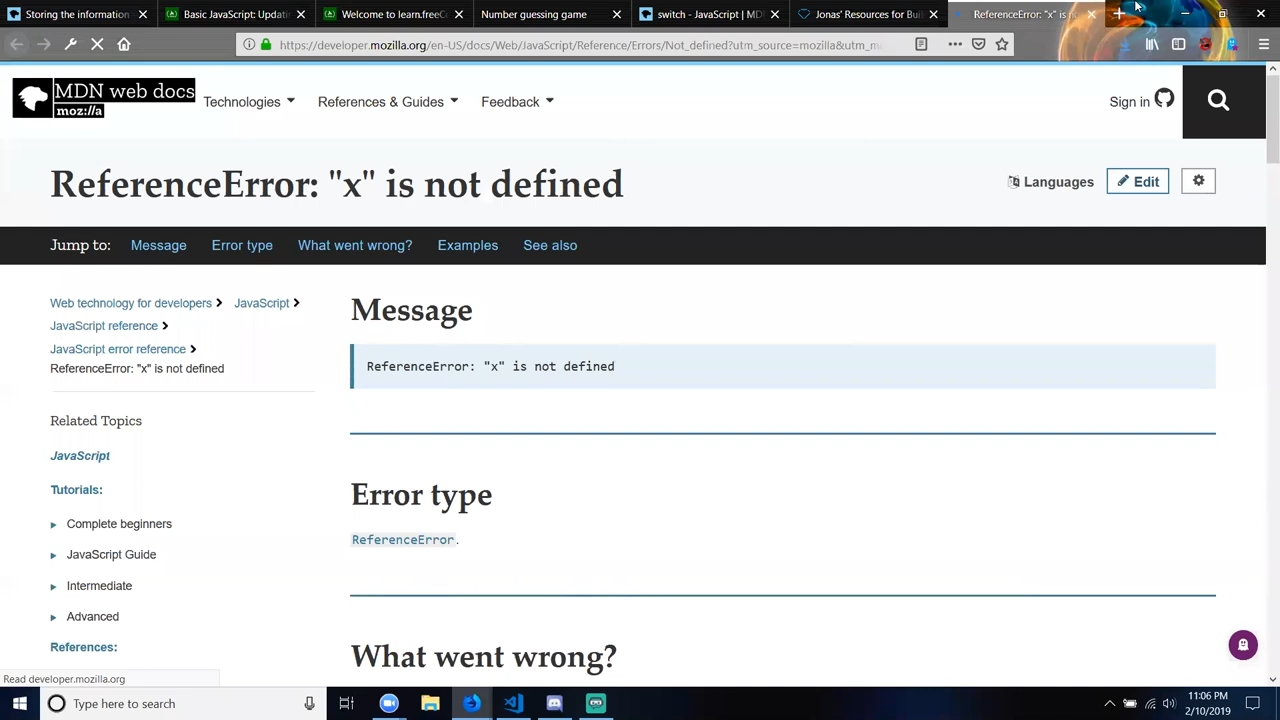 Storing the information
Basic JavaScript: Updati
Welcome to learn.freeC
Number guessing game
switch - JavaScript | MD
Jonas' Resources for Bui
ReferenceError: "x" is n
https://developer.mozilla.org/en-US/docs/Web/JavaScript/Reference/Errors/Not_defined?utm_source=mozilla&utm_m
MDN web docs
moz://a
Technologies
References & Guides
Feedback
Sign in
ReferenceError: "x" is not defined
Languages
Edit
Jump to:
Message
Error type
What went wrong?
Examples
See also
Web technology for developers
JavaScript
JavaScript reference
JavaScript error reference
ReferenceError: "x" is not defined
Related Topics
JavaScript
Tutorials:
Complete beginners
JavaScript Guide
Intermediate
Advanced
References:
Message
ReferenceError: "x" is not defined
Error type
ReferenceError.
What went wrong?
Read developer.mozilla.org
Type here to search
11:06 PM
2/10/2019